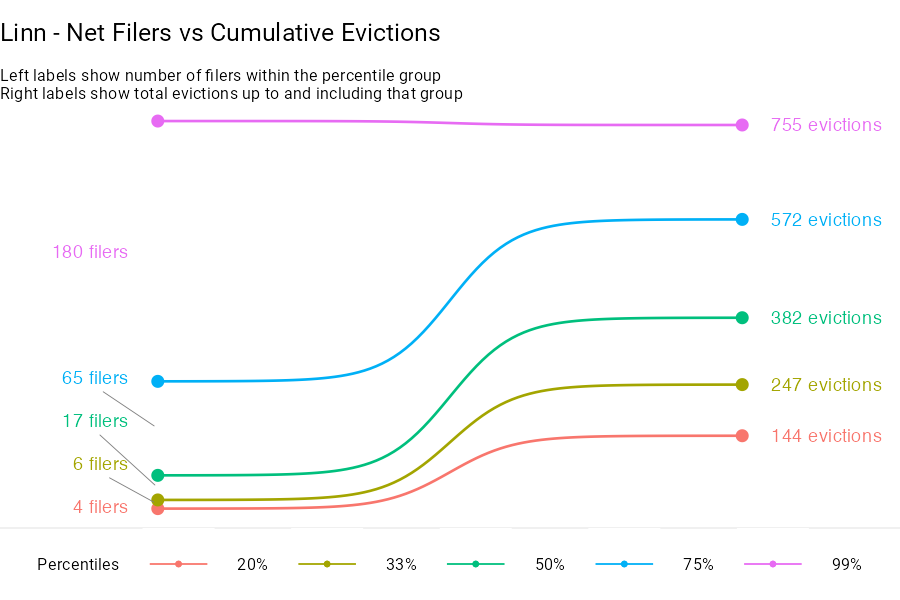 Linn - Net Filers vs Cumulative Evictions
Left labels show number of filers within the percentile group
Right labels show total evictions up to and including that group
755 evictions
572 evictions
180 filers
382 evictions
65 filers
247 evictions
17 filers
144 evictions
6 filers
4 filers
Percentiles 20% 33% 50% 75% 99%